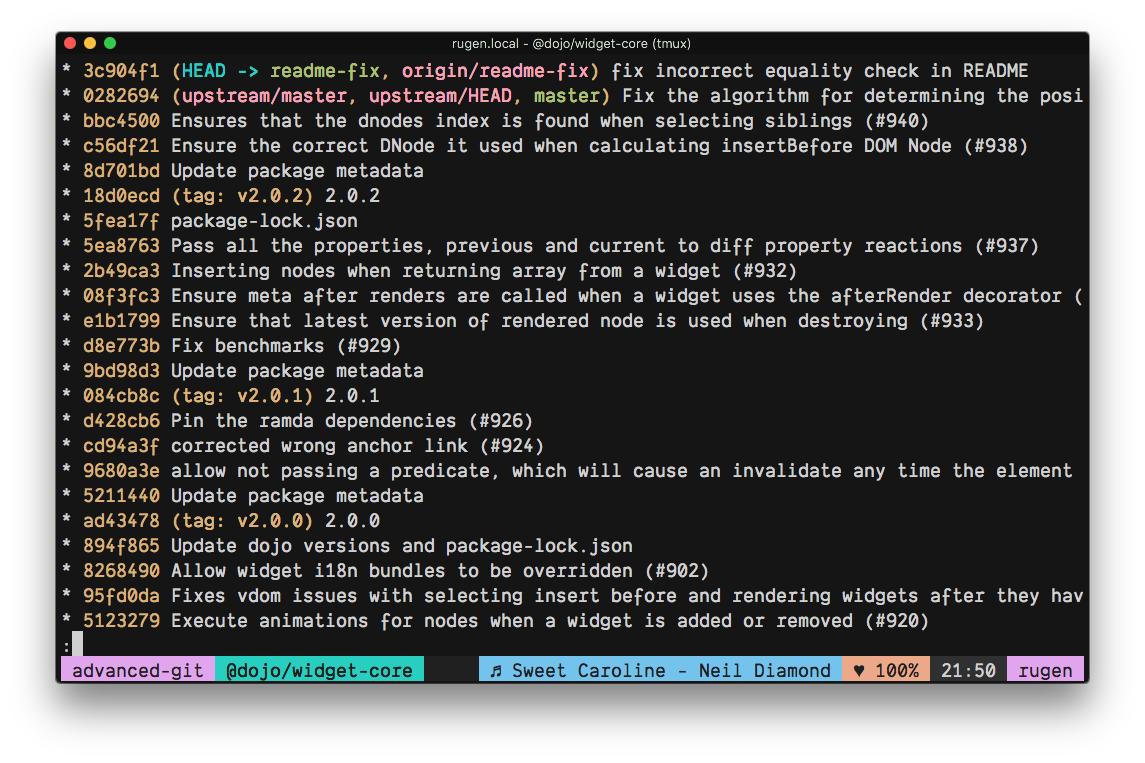 rugen.local - @dojo/widget-core (tmux)
* 3c904f1 (HEAD -> readme-fix, origin/readme-fix) fix incorrect equality check in README
* 0282694 (upstream/master, upstream/HEAD, master) Fix the algorithm for determining the posi
* bbc4500 Ensures that the dnodes index is found when selecting siblings (#940)
* c56df21 Ensure the correct DNode it used when calculating insertBefore DOM Node (#938)
* 8d701bd Update package metadata
* 18d0ecd (tag: v2.0.2) 2.0.2
* 5fea17f package-lock.json
* 5ea8763 Pass all the properties, previous and current to diff property reactions (#937)
* 2b49ca3 Inserting nodes when returning array from a widget (#932)
* 08f3fc3 Ensure meta after renders are called when a widget uses the afterRender decorator (
* e1b1799 Ensure that latest version of rendered node is used when destroying (#933)
* d8e773b Fix benchmarks (#929)
* 9bd98d3 Update package metadata
* 084cb8c (tag: v2.0.1) 2.0.1
* d428cb6 Pin the ramda dependencies (#926)
* cd94a3f corrected wrong anchor link (#924)
* 9680a3e allow not passing a predicate, which will cause an invalidate any time the element
* 5211440 Update package metadata
* ad43478 (tag: v2.0.0) 2.0.0
* 894f865 Update dojo versions and package-lock.json
* 8268490 Allow widget i18n bundles to be overridden (#902)
* 95fd0da Fixes vdom issues with selecting insert before and rendering widgets after they hav
* 5123279 Execute animations for nodes when a widget is added or removed (#920)
:
advanced-git @dojo/widget-core ♬ Sweet Caroline - Neil Diamond ♥ 100% 21:50 rugen